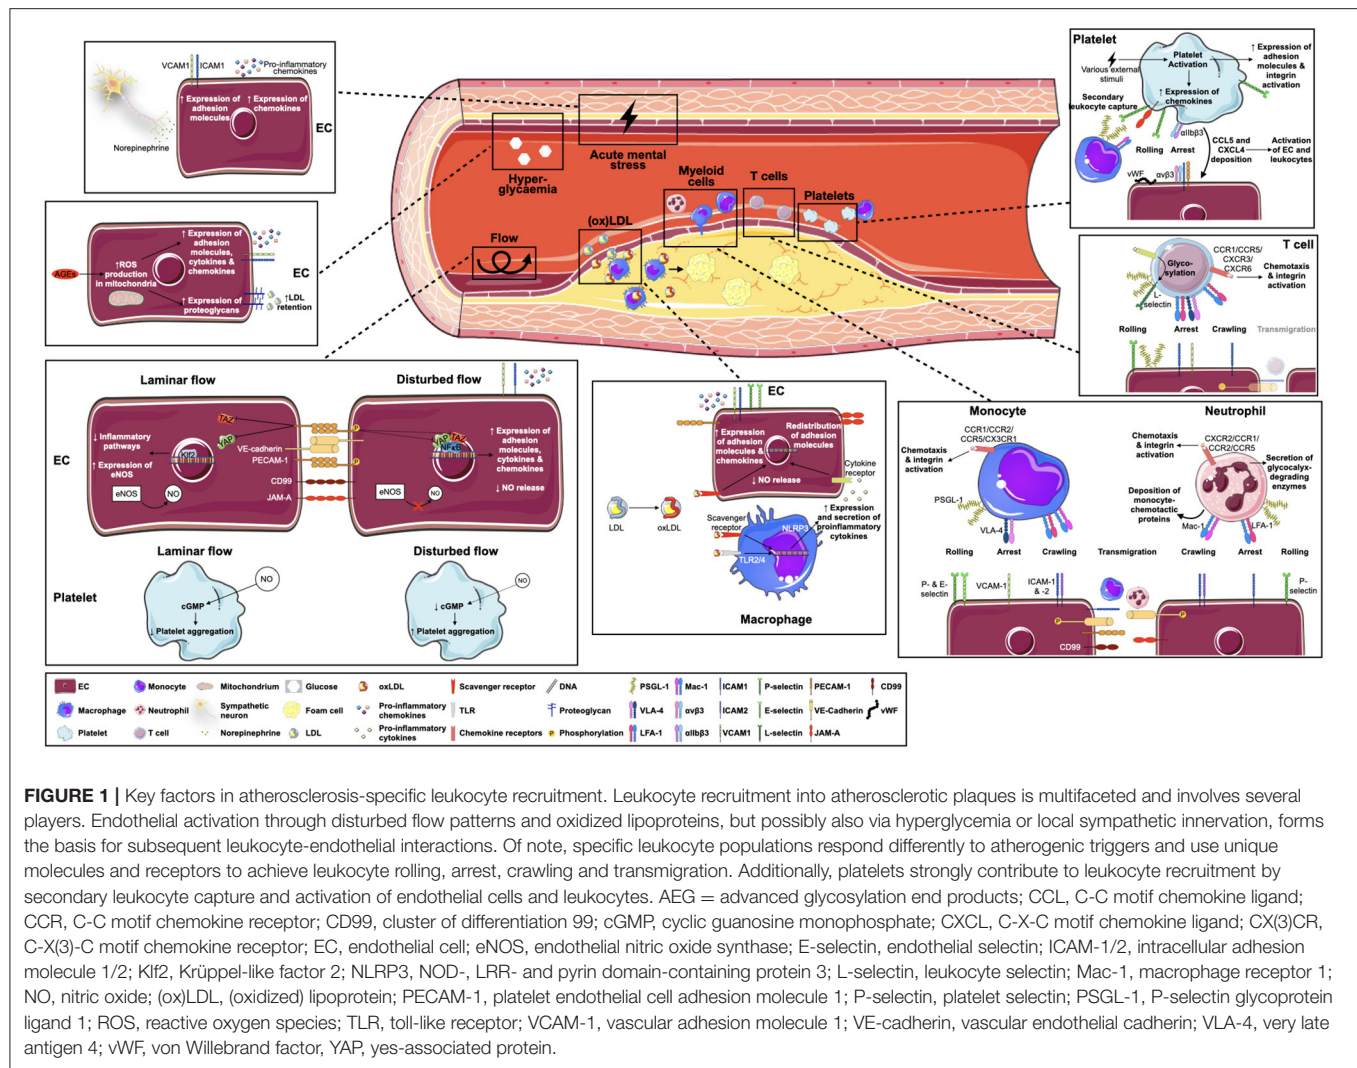 VCAM1
ICAM1
Pro-inflammatory
chemokines
↑ Expression of
adhesion
molecules
↑ Expression of
chemokines
EC
Norepinephrine
AGEs
↑ROS
production
in mitochondria
↑ Expression of
adhesion
molecules,
cytokines &
chemokines
↑ Expression of
proteoglycans
EC
↑LDL
retention
Hyper-
glycaemia
Acute mental
stress
Flow
(ox)LDL
Myeloid
cells
T cells
Platelets
Platelet
Various external
stimuli
Platelet
Activation
↑ Expression of
adhesion
molecules &
integrin
activation
↑ Expression
of chemokines
Secondary
leukocyte capture
αIIbβ3
Rolling
Arrest
CCL5 and
CXCL4
deposition
Activation
of EC and
leukocytes
vWF
αvβ3
T cell
CCR1/CCR5/
CXCR3/
CXCR6
Glyco-
sylation
Chemotaxis
& integrin
activation
L-
selectin
Rolling
Arrest
Crawling
Transmigration
Laminar flow
Disturbed flow
EC
↓ Inflammatory
pathways
↑ Expression of
eNOS
eNOS
NO
Klf2
TAZ
YAP
VE-cadherin
PECAM-1
CD99
JAM-A
P
P
YAP
TAZ
NFκB
↑ Expression of
adhesion
molecules,
cytokines &
chemokines
↓ NO release
eNOS
NO
Laminar flow
Disturbed flow
Platelet
NO
cGMP
↓ Platelet aggregation
NO
↓ cGMP
↑ Platelet aggregation
EC
↑ Expression
of adhesion
molecules
& chemokines
Redistribution
of adhesion
molecules
↓ NO release
Cytokine
receptor
LDL
oxLDL
Scavenger
receptor
TLR2/4
NLRP3
↑ Expression
and secretion of
proinflammatory
cytokines
Macrophage
Monocyte
CCR1/CCR2/
CCR5/CX3CR1
Chemotaxis
& integrin
activation
PSGL-1
VLA-4
Rolling
Arrest
Crawling
Transmigration
Neutrophil
Chemotaxis
& integrin
activation
CXCR2/CCR1/
CCR2/CCR5
Secretion of
glycocalyx-
degrading
enzymes
Deposition of
monocyte-
chemotactic
proteins
Mac-1
LFA-1
Crawling
Arrest
Rolling
P- & E-
selectin
VCAM-1
ICAM-1
& -2
P
P
CD99
P-
selectin
EC
Monocyte
Mitochondrium
Glucose
oxLDL
Scavenger receptor
DNA
PSGL-1
Mac-1
ICAM1
P-selectin
PECAM-1
CD99
Macrophage
Neutrophil
Sympathetic
neuron
Foam cell
Pro-inflammatory
chemokines
TLR
Proteoglycan
VLA-4
αvβ3
ICAM2
E-selectin
VE-Cadherin
vWF
Platelet
T cell
Norepinephrine
LDL
Pro-inflammatory
cytokines
Chemokine receptors
P
Phosphorylation
LFA-1
αIIbβ3
VCAM1
L-selectin
JAM-A
FIGURE 1 | Key factors in atherosclerosis-specific leukocyte recruitment. Leukocyte recruitment into atherosclerotic plaques is multifaceted and involves several
players. Endothelial activation through disturbed flow patterns and oxidized lipoproteins, but possibly also via hyperglycemia or local sympathetic innervation, forms
the basis for subsequent leukocyte-endothelial interactions. Of note, specific leukocyte populations respond differently to atherogenic triggers and use unique
molecules and receptors to achieve leukocyte rolling, arrest, crawling and transmigration. Additionally, platelets strongly contribute to leukocyte recruitment by
secondary leukocyte capture and activation of endothelial cells and leukocytes. AEG = advanced glycosylation end products; CCL, C-C motif chemokine ligand;
CCR, C-C motif chemokine receptor; CD99, cluster of differentiation 99; cGMP, cyclic guanosine monophosphate; CXCL, C-X-C motif chemokine ligand; CX(3)CR,
C-X(3)-C motif chemokine receptor; EC, endothelial cell; eNOS, endothelial nitric oxide synthase; E-selectin, endothelial selectin; ICAM-1/2, intracellular adhesion
molecule 1/2; Klf2, Krüppel-like factor 2; NLRP3, NOD-, LRR- and pyrin domain-containing protein 3; L-selectin, leukocyte selectin; Mac-1, macrophage receptor 1;
NO, nitric oxide; (ox)LDL, (oxidized) lipoprotein; PECAM-1, platelet endothelial cell adhesion molecule 1; P-selectin, platelet selectin; PSGL-1, P-selectin glycoprotein
ligand 1; ROS, reactive oxygen species; TLR, toll-like receptor; VCAM-1, vascular adhesion molecule 1; VE-cadherin, vascular endothelial cadherin; VLA-4, very late
antigen 4; vWF, von Willebrand factor, YAP, yes-associated protein.